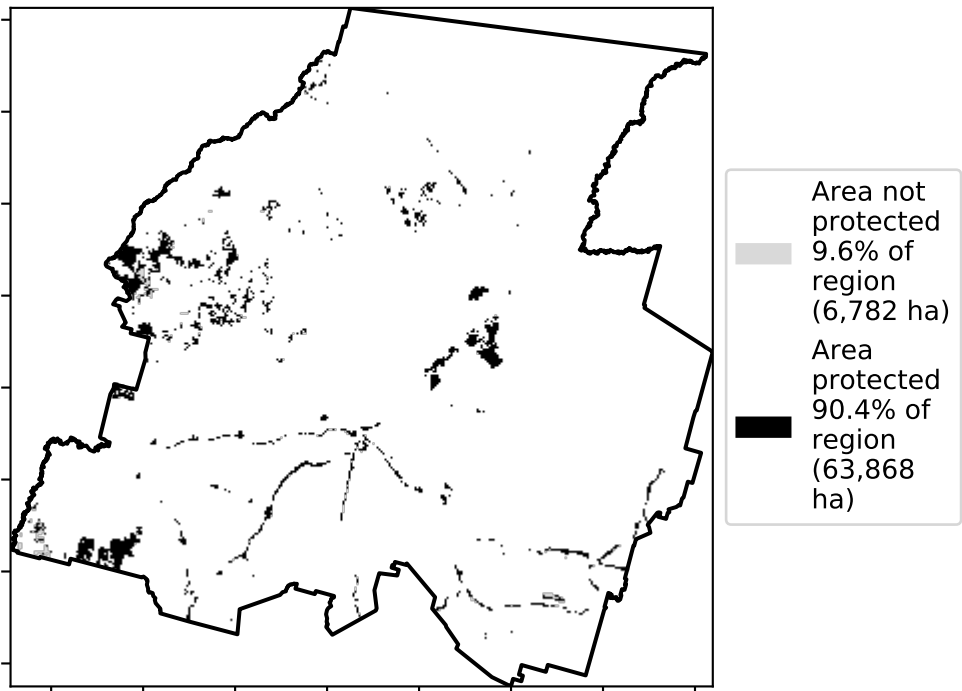 Area not
protected
9.6% of
region
(6,782 ha)
Area
protected
90.4% of
region
(63,868
ha)